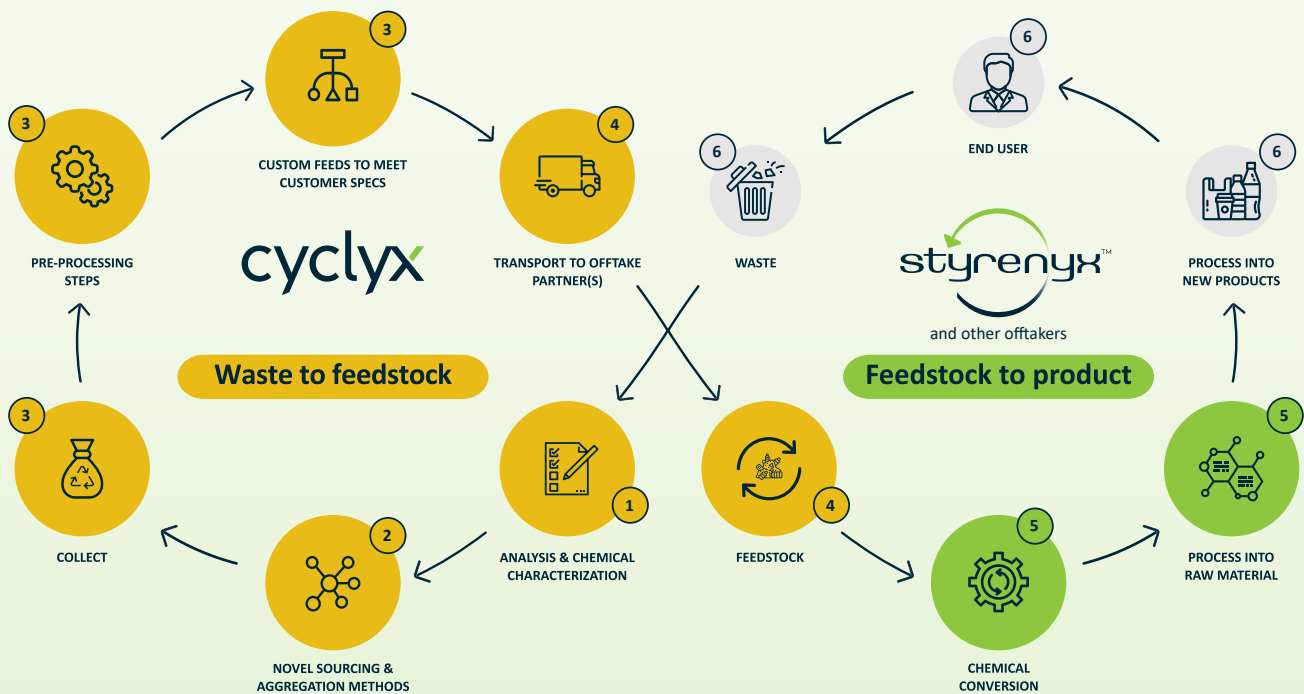 3
CUSTOM FEEDS TO MEET
CUSTOMER SPECS
3
PRE-PROCESSING
STEPS
4
TRANSPORT TO OFFTAKE
PARTNER(S)
cyclyx
Waste to feedstock
3
COLLECT
2
NOVEL SOURCING &
AGGREGATION METHODS
1
ANALYSIS & CHEMICAL
CHARACTERIZATION
6
END USER
6
WASTE
6
PROCESS INTO
NEW PRODUCTS
styrenyx™
and other offtakers
Feedstock to product
4
FEEDSTOCK
5
CHEMICAL
CONVERSION
5
PROCESS INTO
RAW MATERIAL